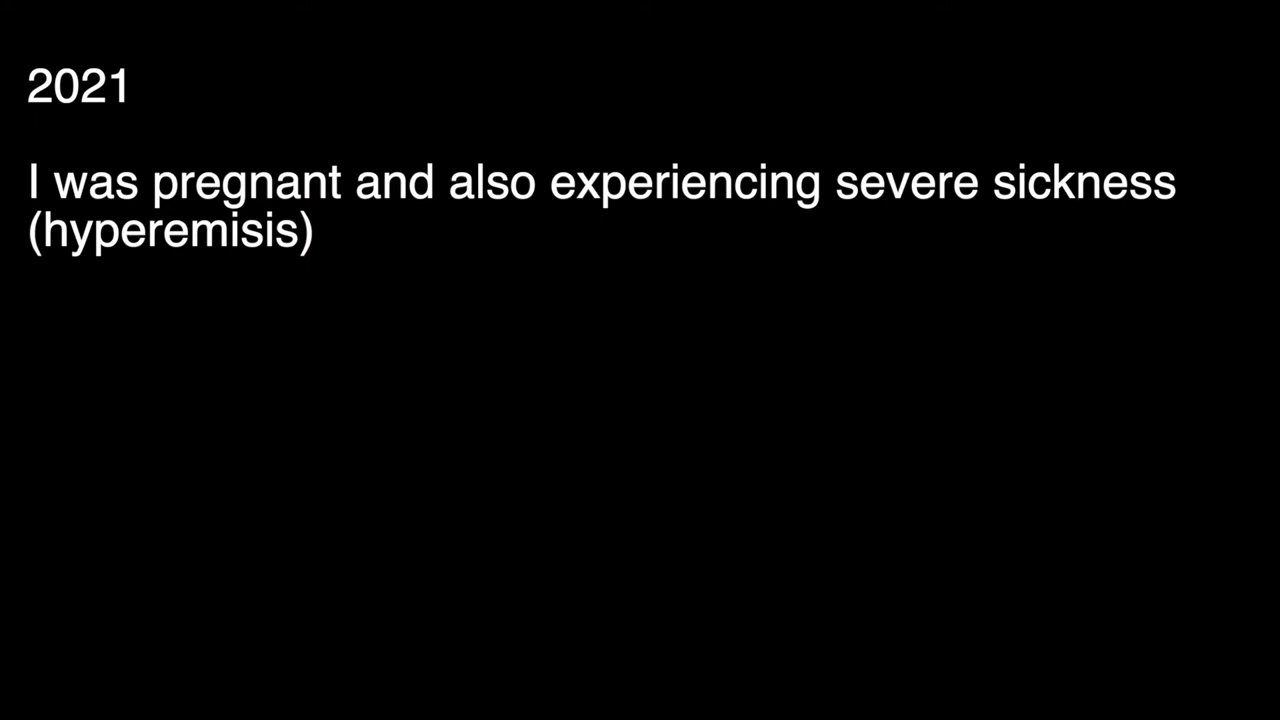 2021
I was pregnant and also experiencing severe sickness
(hyperemisis)